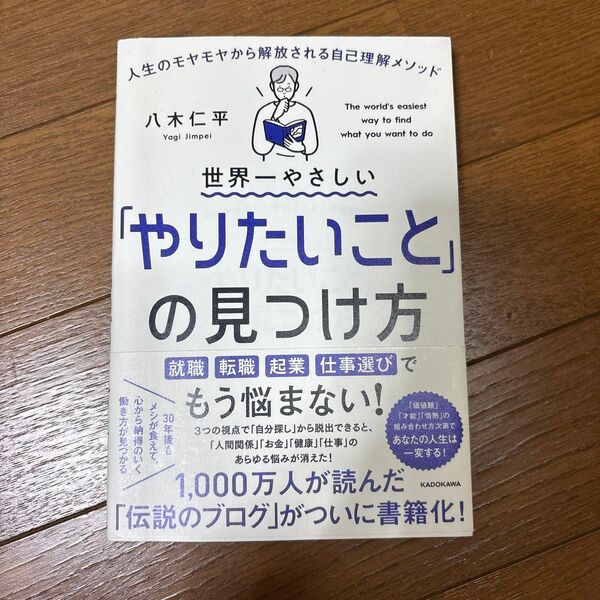 人生のモヤモヤから解放される自己理解メソッド
八木仁平
Yagi Jimpei
The world's easiest
way to find
what you want to do
世界一やさしい
「やりたいこと」
の見つけ方
就職 転職 起業 仕事選びで
もう悩まない!
3つの視点で「自分探し」から脱出できると、
「人間関係」「お金」「健康」「仕事」の
あらゆる悩みが消えた!
30年後も
メシが食えて、
心から納得のいく
働き方が見つかる
「価値観」
「才能」「情熱」の
組み合わせ方次第で
あなたの人生は
一変する!
KADOKAWA
1,000万人が読んだ
「伝説のブログ」がついに書籍化!